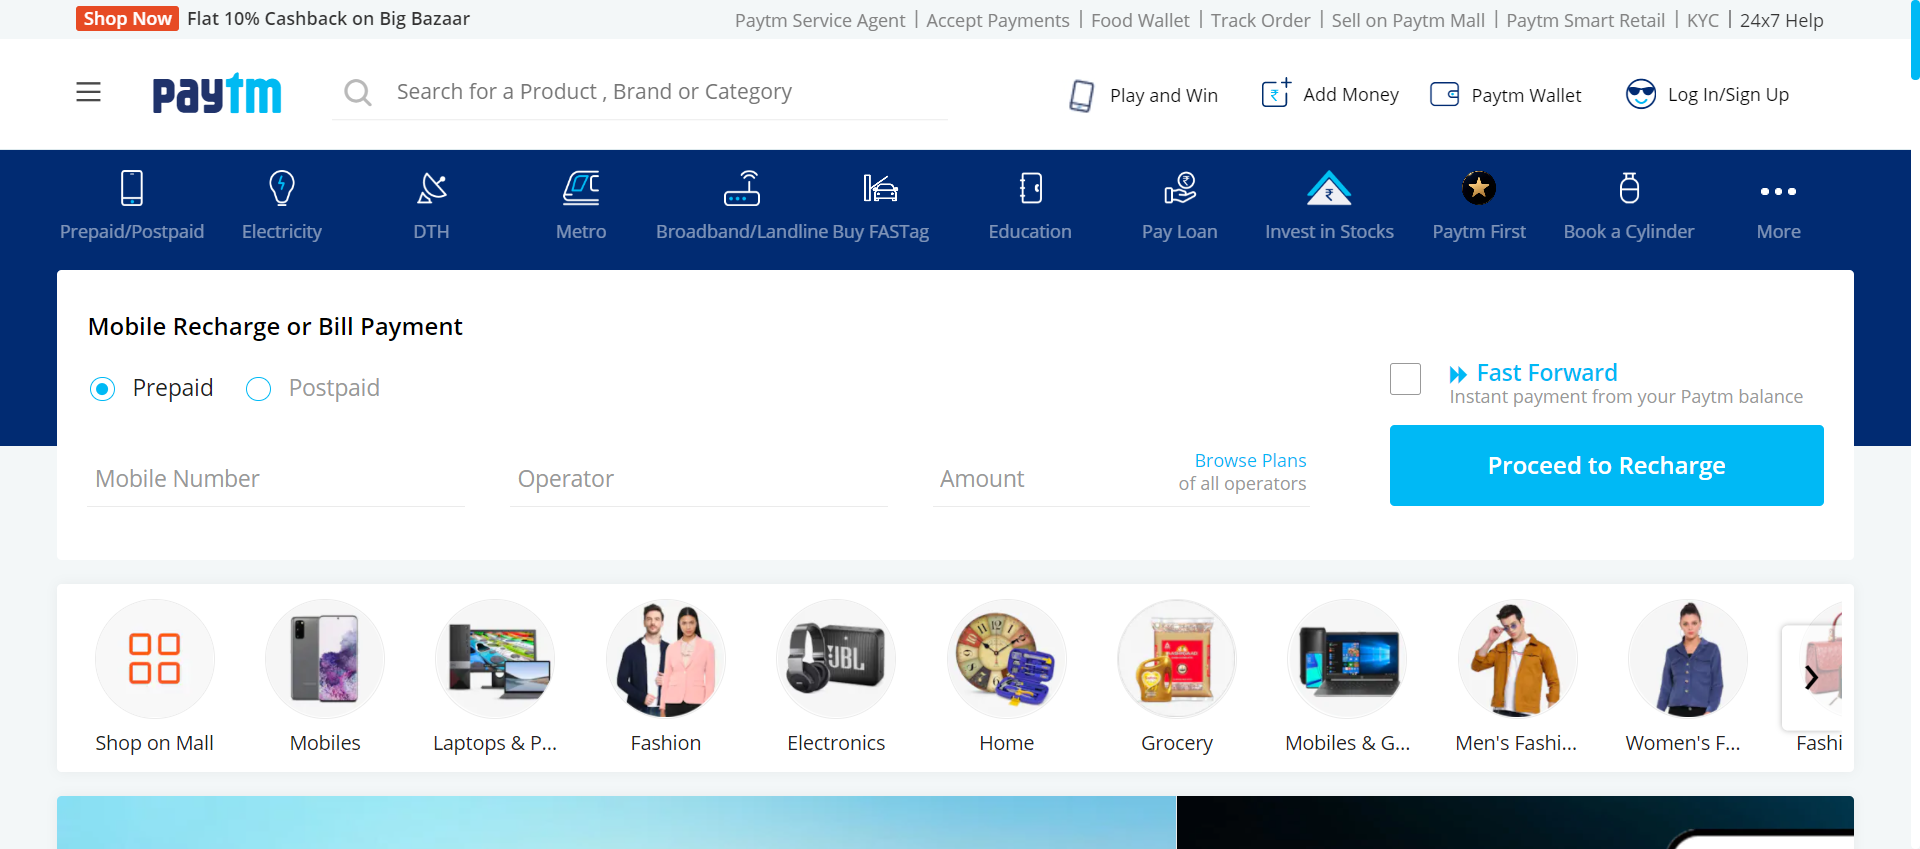 Shop Now Flat 10% Cashback on Big Bazaar
Paytm Service Agent | Accept Payments | Food Wallet | Track Order | Sell on Paytm Mall | Paytm Smart Retail | KYC | 24x7 Help
paytm
Search for a Product , Brand or Category
Play and Win
Add Money
Paytm Wallet
Log In/Sign Up
Prepaid/Postpaid
Electricity
DTH
Metro
Broadband/Landline
Buy FASTag
Education
Pay Loan
Invest in Stocks
Paytm First
Book a Cylinder
More
Mobile Recharge or Bill Payment
Prepaid
Postpaid
Fast Forward
Instant payment from your Paytm balance
Mobile Number
Operator
Amount
Browse Plans
of all operators
Proceed to Recharge
JBL
Shop on Mall
Mobiles
Laptops & P...
Fashion
Electronics
Home
Grocery
Mobiles & G...
Men's Fashi...
Women's F...
Fashi